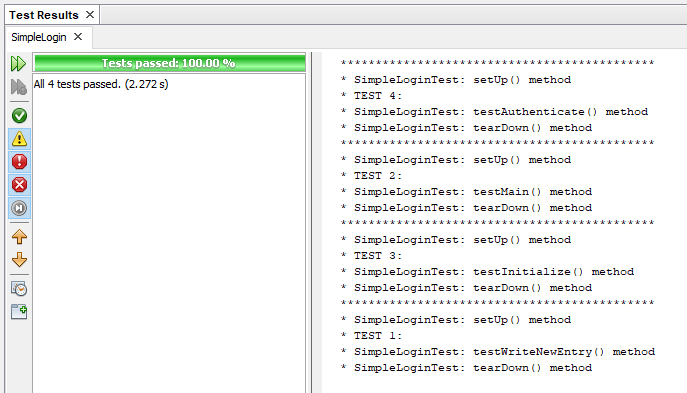 Test Results
SimpleLogin
Tests passed: 100.00 %
All 4 tests passed. (2.272 s)
*********************************************
* SimpleLoginTest: setUp() method
* TEST 4:
* SimpleLoginTest: testAuthenticate() method
* SimpleLoginTest: tearDown() method
*********************************************
* SimpleLoginTest: setUp() method
* TEST 2:
* SimpleLoginTest: testMain() method
* SimpleLoginTest: tearDown() method
*********************************************
* SimpleLoginTest: setUp() method
* TEST 3:
* SimpleLoginTest: testInitialize() method
* SimpleLoginTest: tearDown() method
*********************************************
* SimpleLoginTest: setUp() method
* TEST 1:
* SimpleLoginTest: testWriteNewEntry() method
* SimpleLoginTest: tearDown() method